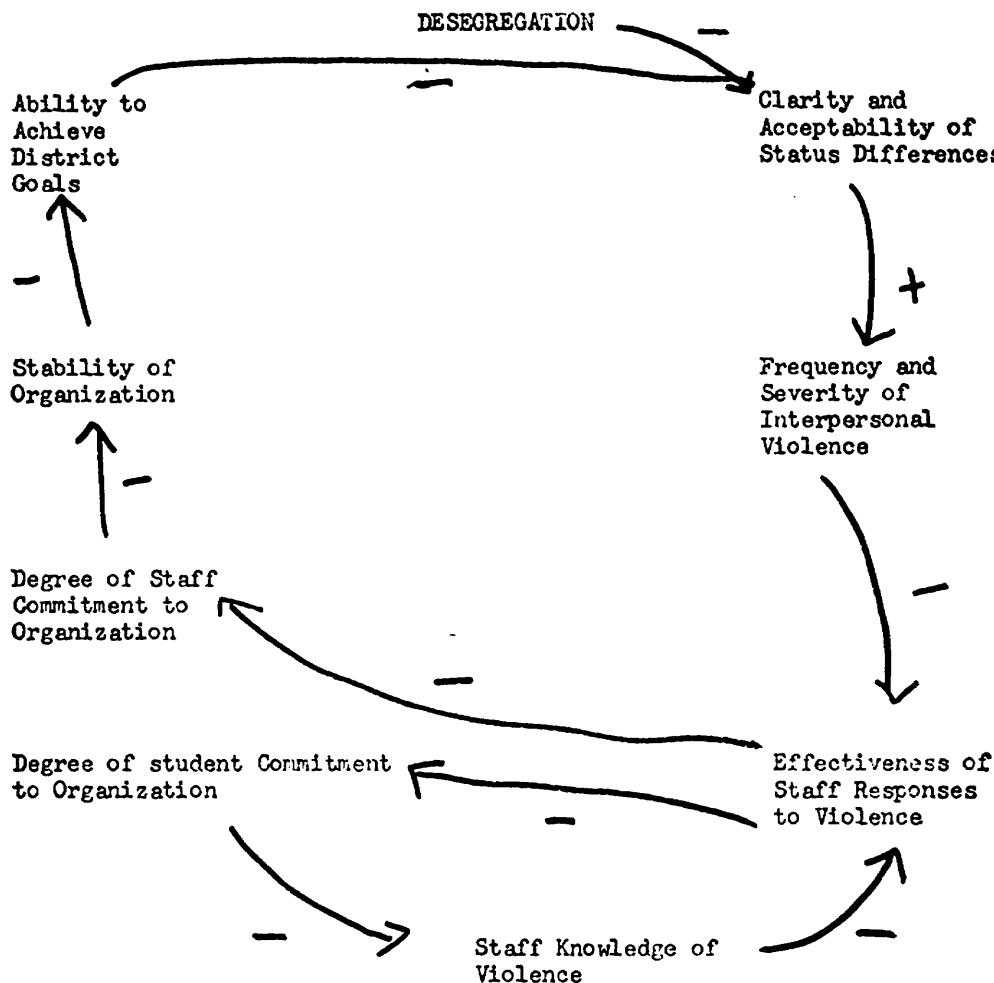 DESEGREGATION
−
−
Ability to
Achieve
District
Goals
Clarity and
Acceptability of
Status Differences
−
+
Stability of
Organization
Frequency and
Severity of
Interpersonal
Violence
−
−
Degree of Staff
Commitment to
Organization
−
Degree of student Commitment
to Organization
Effectiveness of
Staff Responses
to Violence
−
−
Staff Knowledge of
Violence
−